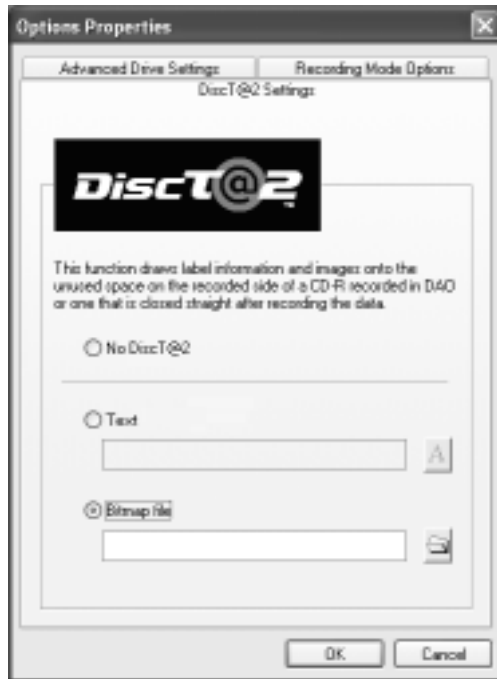 Options Properties
Advanced Drive Settings Recording Mode Options
DiscT@2 Settings
DiscT@2 ™
This function draws label information and images onto the
unused space on the recorded side of a CD-R recorded in DAO
or one that is closed straight after recording the data.
No DiscT@2
Text
A
Bitmap file
OK Cancel